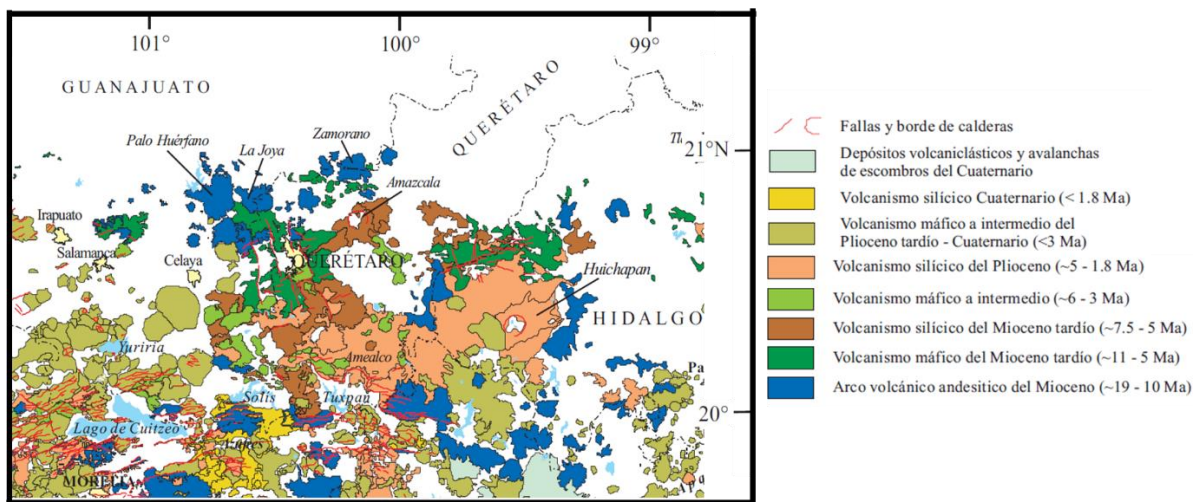 101°
100°
99°
GUANAJUATO
QUERÉTARO
Zamorano
Palo Huérfano
La Joya
21°N
Amazcala
Irapuato
Salamanca
Celaya
QUERÉTARO
Huichapan
HIDALGO
Yuriria
Amealco
Pa
Solís
Tuxpan
20°
Lago de Cuitzeo
MORELIA
Fallas y borde de calderas
Depósitos volcaniclásticos y avalanchas
de escombros del Cuaternario
Volcanismo silícico Cuaternario (< 1.8 Ma)
Volcanismo máfico a intermedio del
Plioceno tardío - Cuaternario (<3 Ma)
Volcanismo silícico del Plioceno (~5 - 1.8 Ma)
Volcanismo máfico a intermedio (~6 - 3 Ma)
Volcanismo silícico del Mioceno tardío (~7.5 - 5 Ma)
Volcanismo máfico del Mioceno tardío (~11 - 5 Ma)
Arco volcánico andesitico del Mioceno (~19 - 10 Ma)